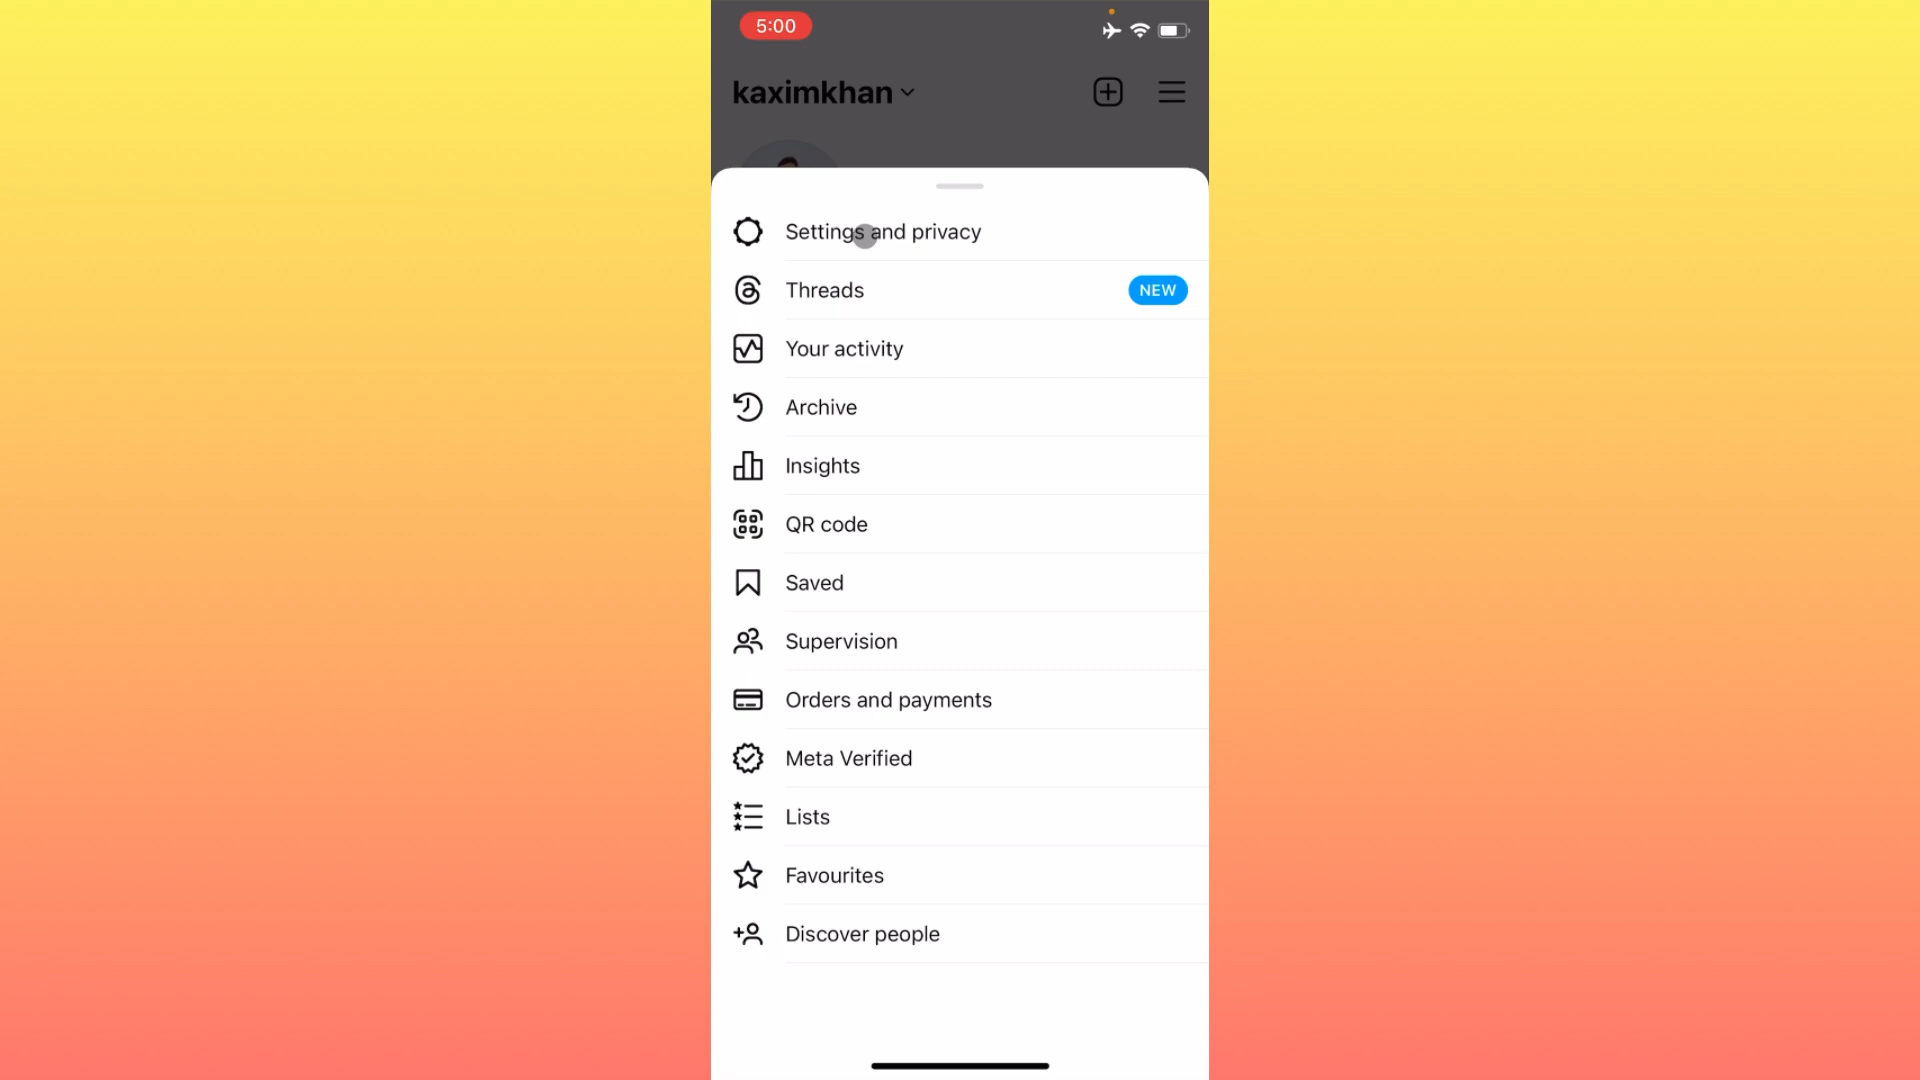 5:00
kaximkhan
Settings and privacy
Threads
NEW
Your activity
Archive
Insights
QR code
Saved
Supervision
Orders and payments
Meta Verified
Lists
Favourites
Discover people